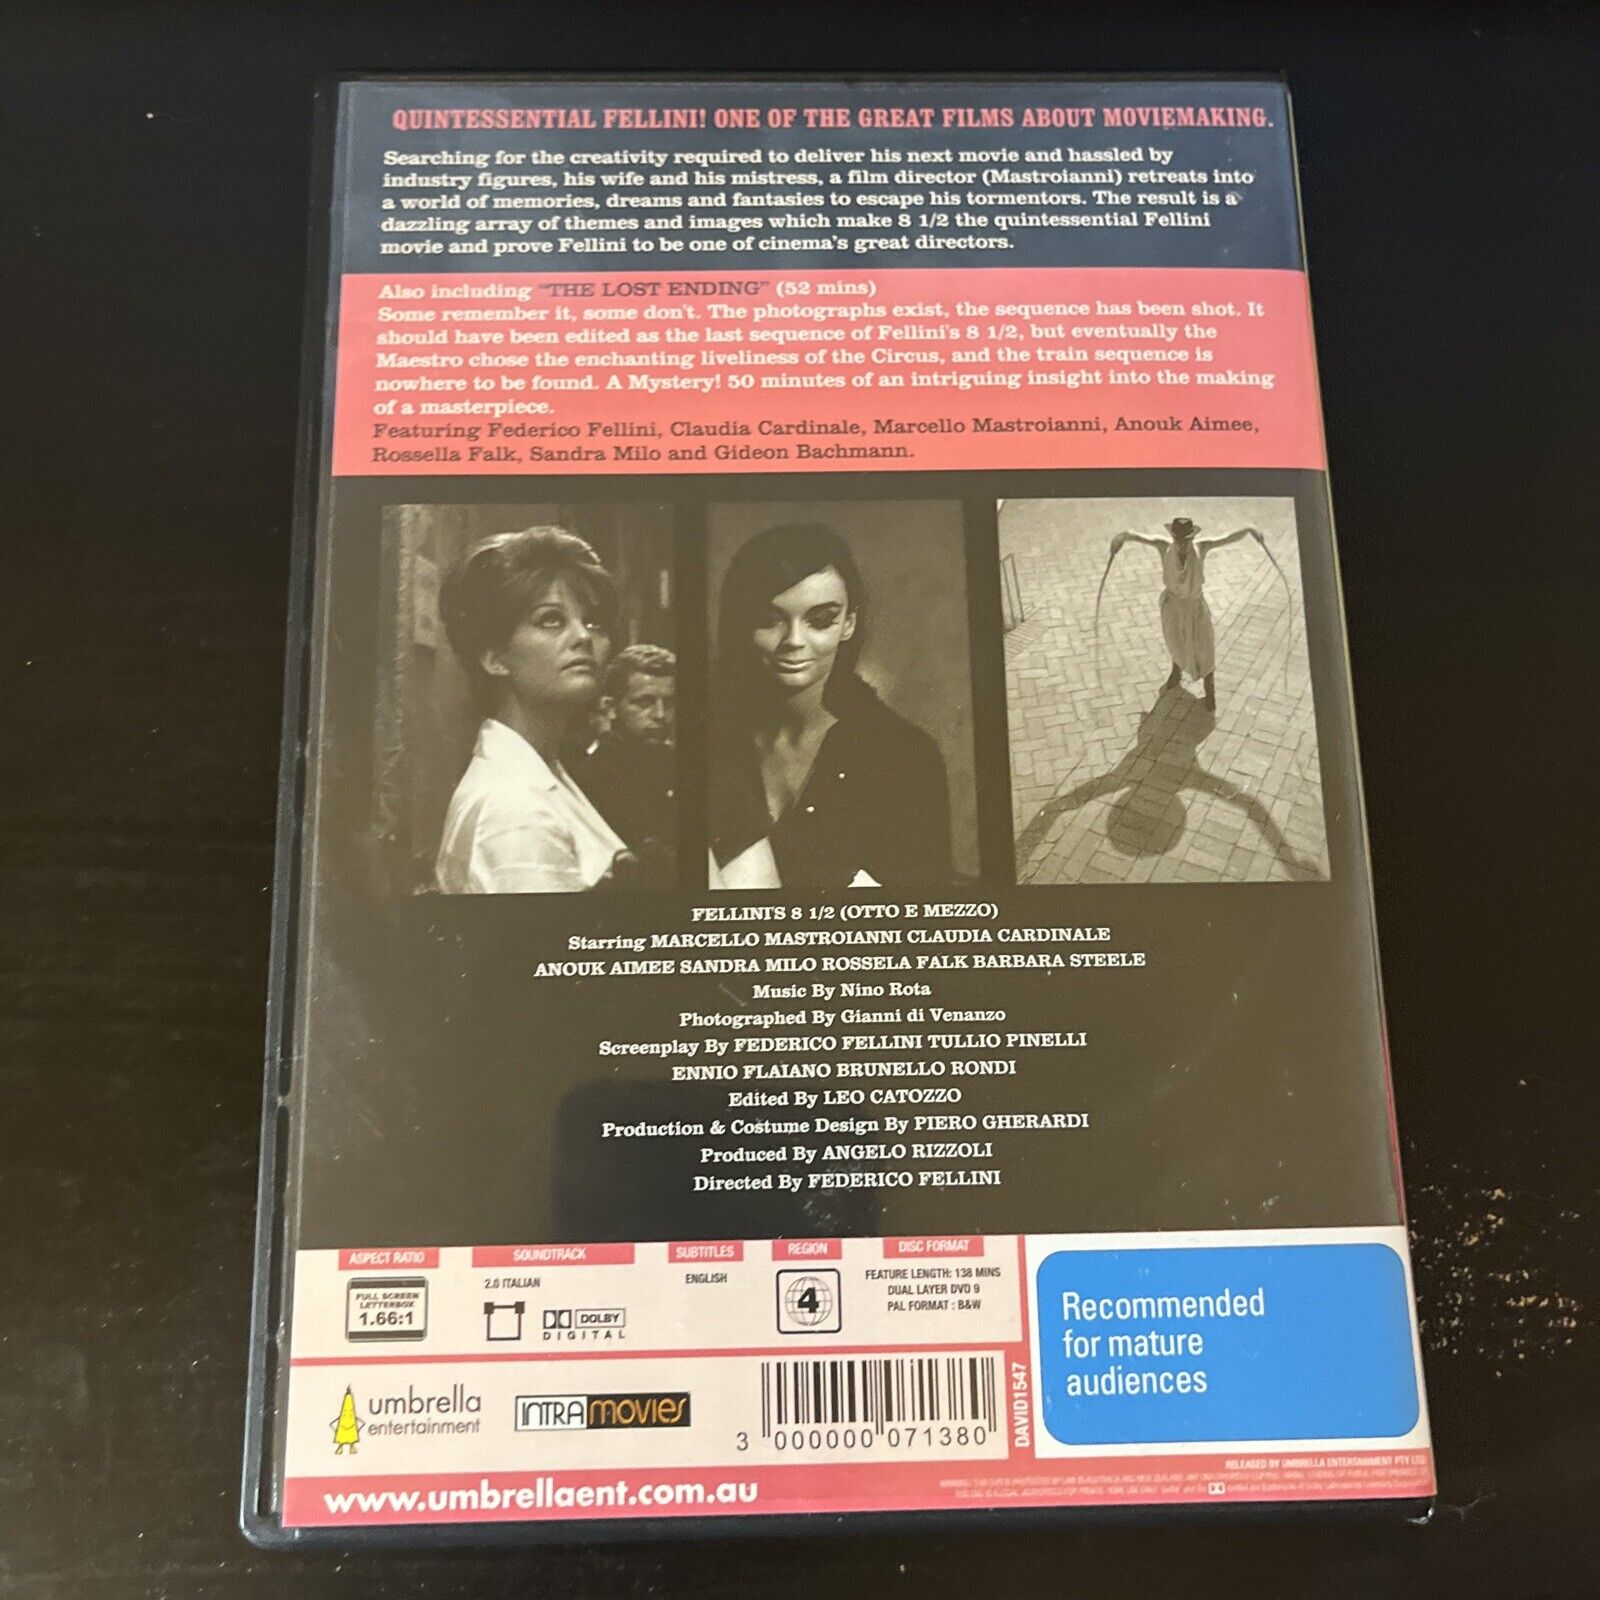 QUINTESSENTIAL FELLINI! ONE OF THE GREAT FILMS ABOUT MOVIEMAKING.
Searching for the creativity required to deliver his next movie and hassled by
industry figures, his wife and his mistress, a film director (Mastroianni) retreats into
a world of memories, dreams and fantasies to escape his tormentors. The result is a
dazzling array of themes and images which make 8 1/2 the quintessential Fellini
movie and prove Fellini to be one of cinema's great directors.
Also including "THE LOST ENDING" (52 mins)
Some remember it, some don't. The photographs exist, the sequence has been shot. It
should have been edited as the last sequence of Fellini's 8 1/2, but eventually the
Maestro chose the enchanting liveliness of the Circus, and the train sequence is
nowhere to be found. A Mystery! 50 minutes of an intriguing insight into the making
of a masterpiece.
Featuring Federico Fellini, Claudia Cardinale, Marcello Mastroianni, Anouk Aimee,
Rossella Falk, Sandra Milo and Gideon Bachmann.
FELLINI'S 8 1/2 (OTTO E MEZZO)
Starring MARCELLO MASTROIANNI CLAUDIA CARDINALE
ANOUK AIMEE SANDRA MILO ROSSELA FALK BARBARA STEELE
Music By Nino Rota
Photographed By Gianni di Venanzo
Screenplay By FEDERICO FELLINI TULLIO PINELLI
ENNIO FLAIANO BRUNELLO RONDI
Edited By LEO CATOZZO
Production & Costume Design By PIERO GHERARDI
Produced By ANGELO RIZZOLI
Directed By FEDERICO FELLINI
ASPECT RATIO
FULL SCREEN
LETTERBOX
1.66:1
SOUNDTRACK
2.0 ITALIAN
DOLBY
DIGITAL
SUBTITLES
ENGLISH
REGION
4
DISC FORMAT
FEATURE LENGTH: 138 MINS
DUAL LAYER DVD 9
PAL FORMAT : B&W
Recommended
for mature
audiences
umbrella
entertainment
INTRAMOVIES
3 000000 071380
DAVID1547
RELEASED BY UMBRELLA ENTERTAINMENT PTY LTD
www.umbrellaent.com.au